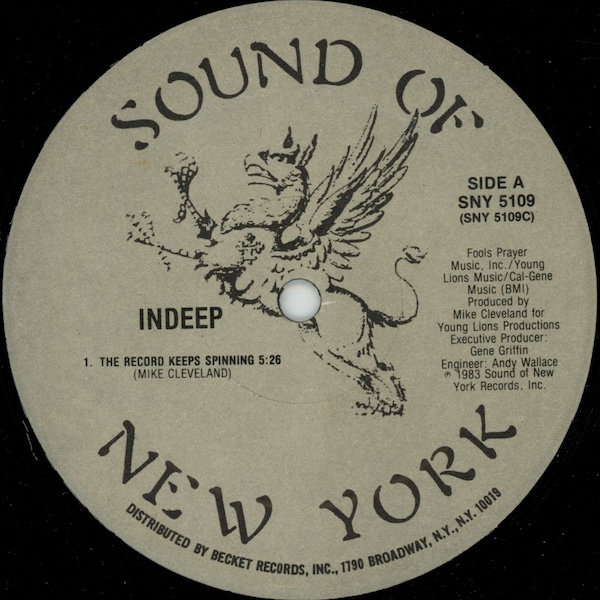 SOUND OF
SIDE A
SNY 5109
(SNY 5109C)
Fools Prayer
Music, Inc./Young
Lions Music/Cal-Gene
Music (BMI)
Produced by
Mike Cleveland for
Young Lions Productions
Executive Producer:
Gene Griffin
Engineer: Andy Wallace
℗ 1983 Sound of New
York Records, Inc.
INDEEP
1. THE RECORD KEEPS SPINNING 5:26
(MIKE CLEVELAND)
NEW YORK
DISTRIBUTED BY BECKET RECORDS, INC., 1790 BROADWAY, N.Y., N.Y. 10019